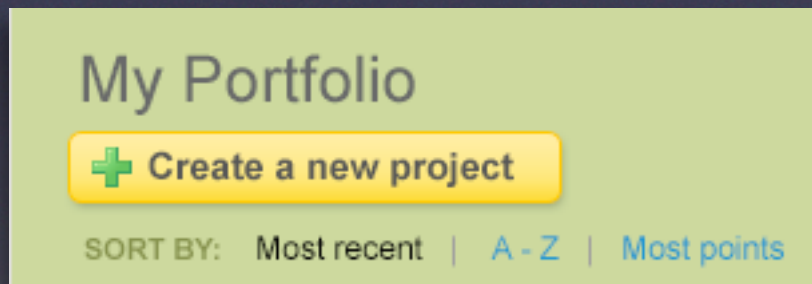 My Portfolio
Create a new project
SORT BY: Most recent | A - Z | Most points